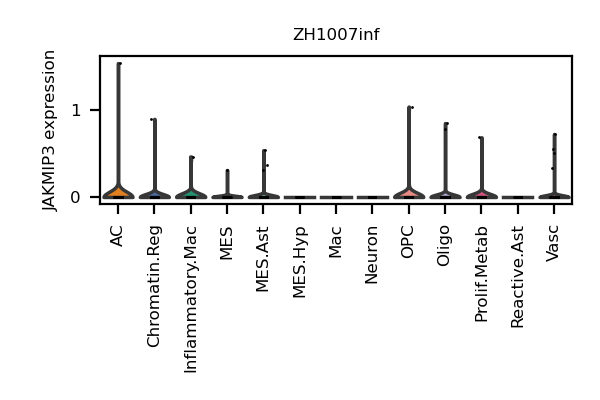 ZH1007inf
JAKMIP3 expression
1
0
AC
Chromatin.Reg
Inflammatory.Mac
MES
MES.Ast
MES.Hyp
Mac
Neuron
OPC
Oligo
Prolif.Metab
Reactive.Ast
Vasc